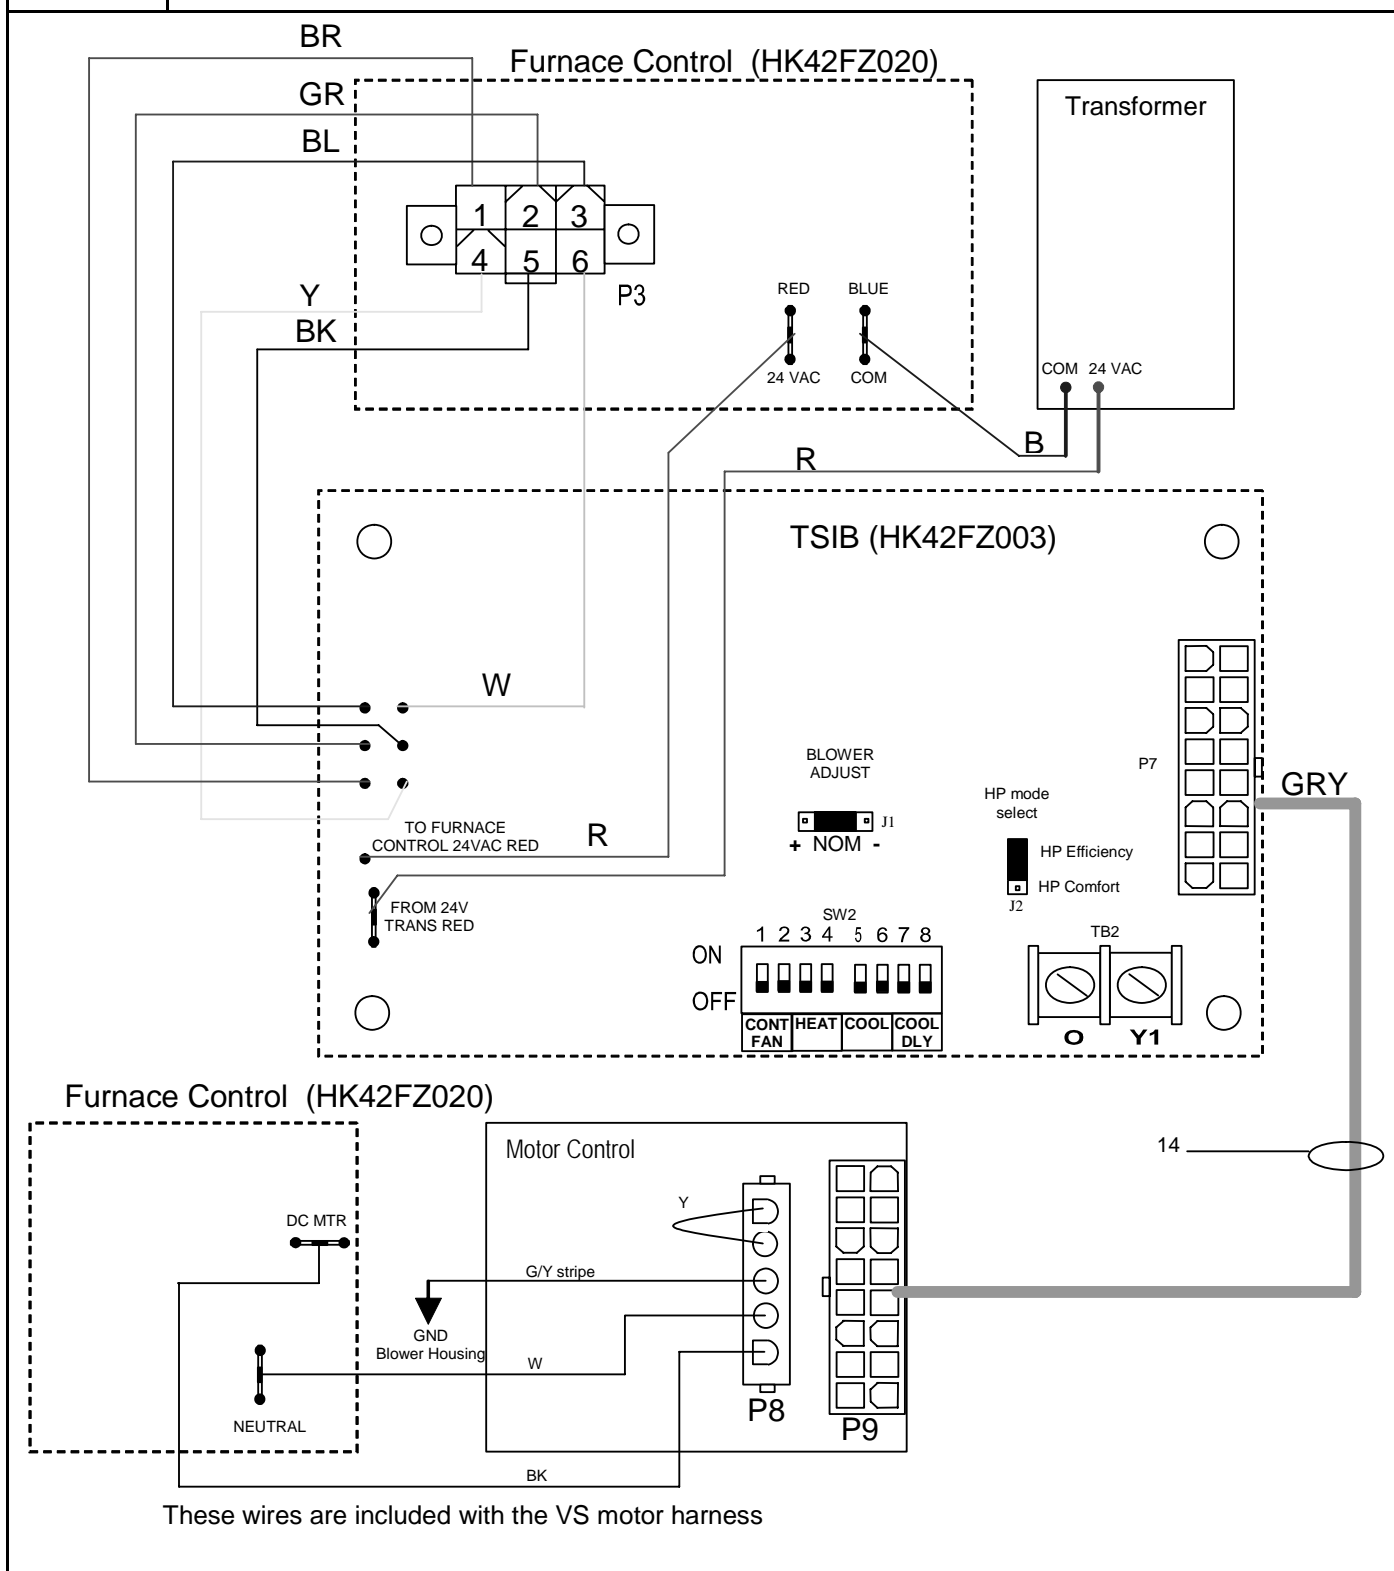 BR
Furnace Control (HK42FZ020)
GR
Transformer
BL
1 2 3
4 5 6
P3
Y
BK
RED BLUE
24 VAC COM
COM 24 VAC
B
R
TSIB (HK42FZ003)
W
BLOWER
ADJUST
J1
+ NOM -
P7
GRY
HP mode
select
HP Efficiency
HP Comfort
J2
TO FURNACE
CONTROL 24VAC RED
R
FROM 24V
TRANS RED
SW2
1 2 3 4 5 6 7 8
ON
OFF
CONT FAN
HEAT
COOL
COOL DLY
TB2
O Y1
Furnace Control (HK42FZ020)
Motor Control
14
DC MTR
Y
G/Y stripe
GND
Blower Housing
W
NEUTRAL
P8
P9
BK
These wires are included with the VS motor harness